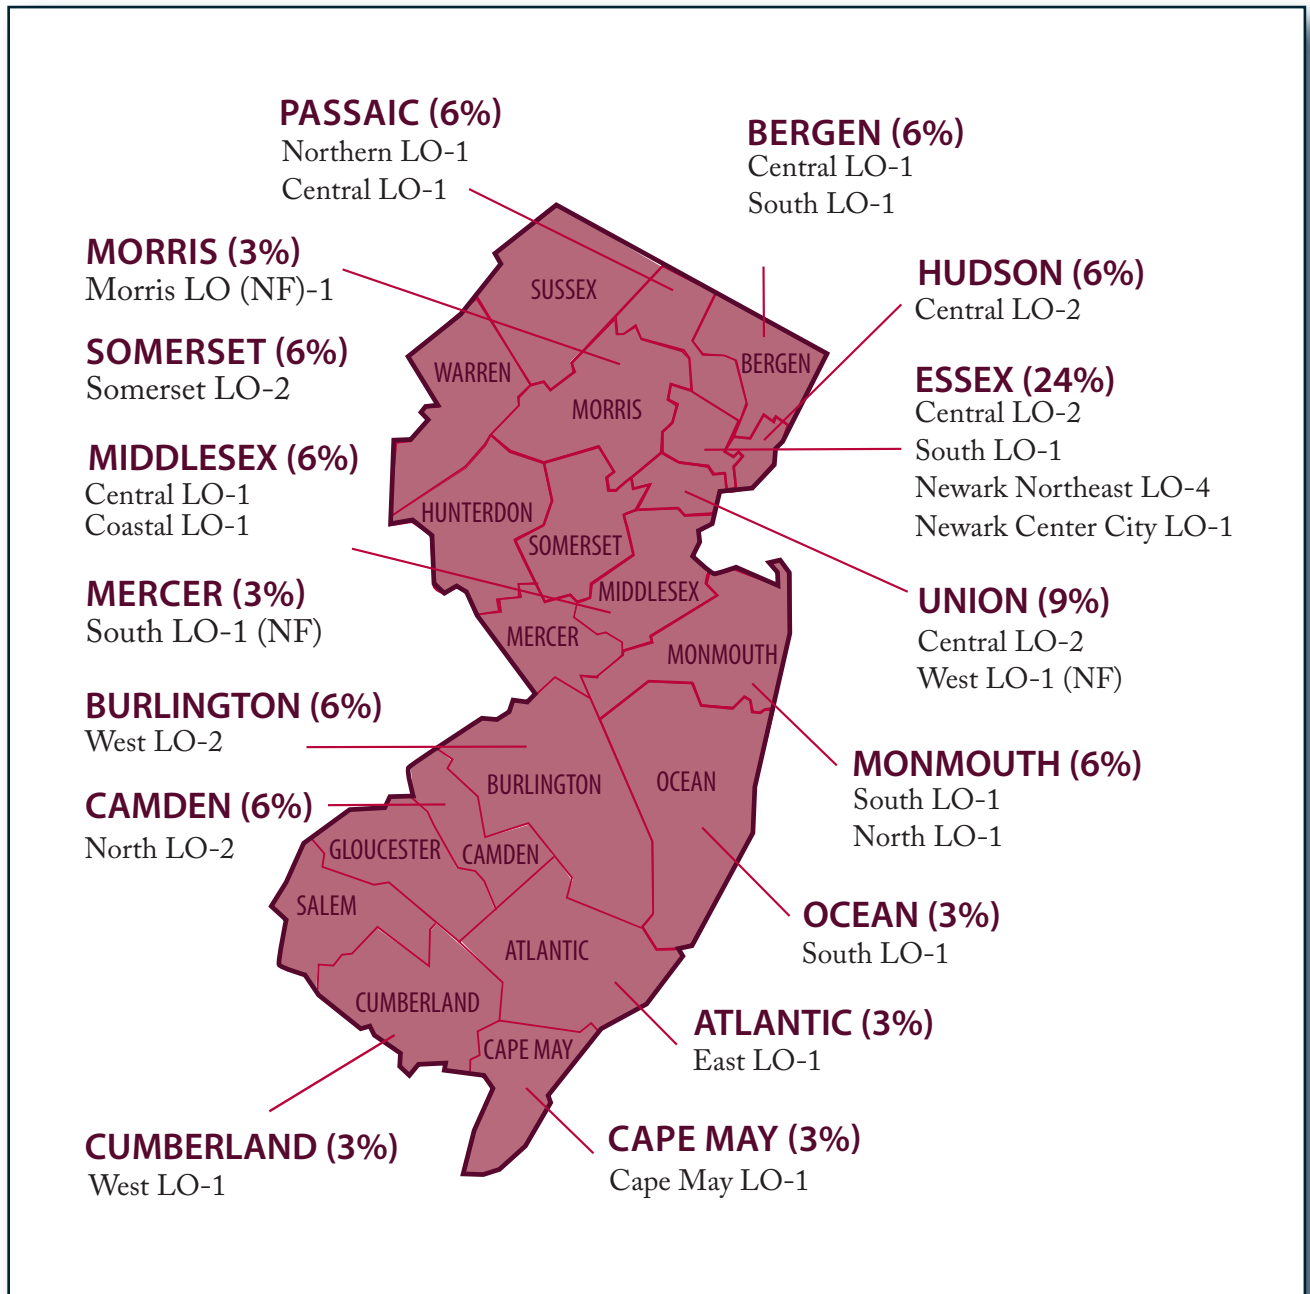 PASSAIC (6%)
Northern LO-1
Central LO-1
BERGEN (6%)
Central LO-1
South LO-1
MORRIS (3%)
Morris LO (NF)-1
HUDSON (6%)
Central LO-2
SOMERSET (6%)
Somerset LO-2
ESSEX (24%)
Central LO-2
South LO-1
Newark Northeast LO-4
Newark Center City LO-1
MIDDLESEX (6%)
Central LO-1
Coastal LO-1
MERCER (3%)
South LO-1 (NF)
UNION (9%)
Central LO-2
West LO-1 (NF)
BURLINGTON (6%)
West LO-2
MONMOUTH (6%)
South LO-1
North LO-1
CAMDEN (6%)
North LO-2
OCEAN (3%)
South LO-1
ATLANTIC (3%)
East LO-1
CUMBERLAND (3%)
West LO-1
CAPE MAY (3%)
Cape May LO-1
SUSSEX
WARREN
BERGEN
MORRIS
HUNTERDON
SOMERSET
MIDDLESEX
MERCER
MONMOUTH
BURLINGTON
OCEAN
GLOUCESTER
CAMDEN
SALEM
ATLANTIC
CUMBERLAND
CAPE MAY